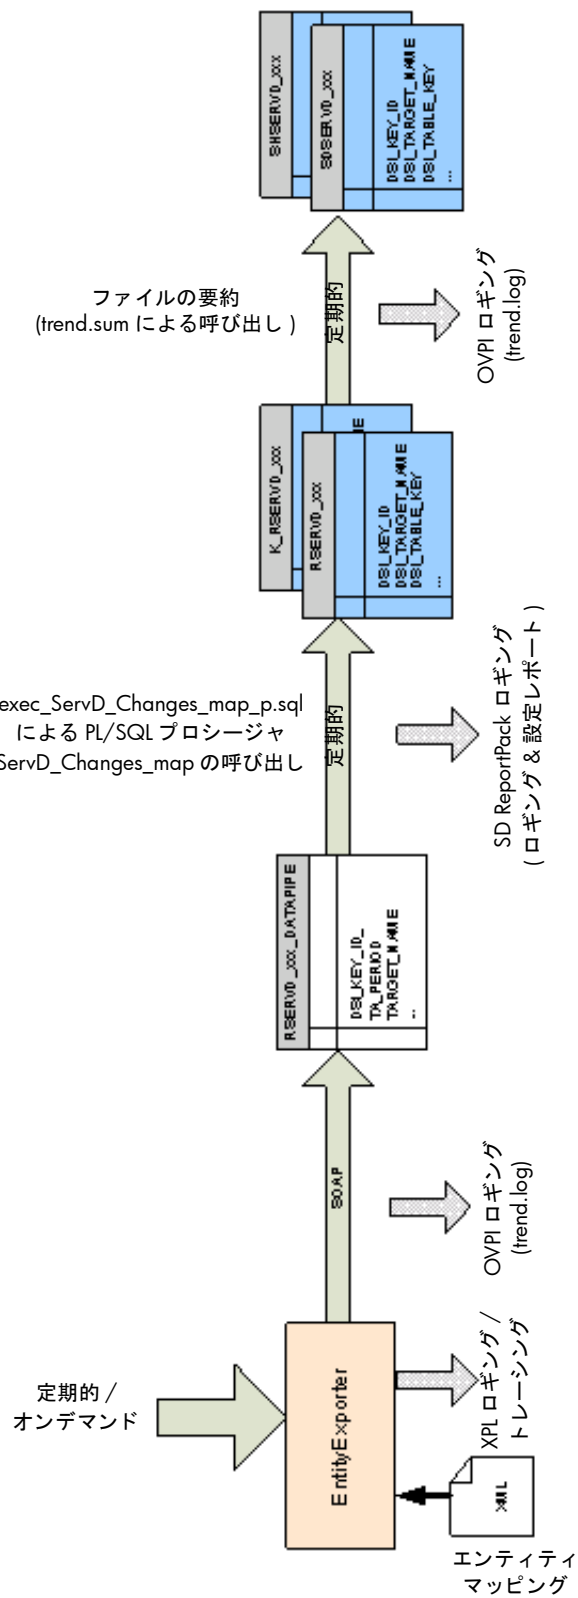 SHSERVD_xxx
SDSERVD_xxx
DSI_KEY_ID
DSI_TARGET_NAME
DSI_TABLE_KEY
...
ファイルの要約
(trend.sum による呼び出し )
定期的
OVPI ロギング
(trend.log)
K_RSERVD_xxx
IE
RSERVD_xxx
DSI_KEY_ID
DSI_TARGET_NAME
DSI_TABLE_KEY
...
exec_ServD_Changes_map_p.sql
による PL/SQL プロシージャ
ServD_Changes_map の呼び出し
定期的
SD ReportPack ロギング
( ロギング & 設定レポート )
RSERVD_xxx_DATAPIPE
DSI_KEY_ID_
TA_PERIOD
TARGET_NAME
..
SOAP
OVPI ロギング
(trend.log)
定期的 /
オンデマンド
EntityExporter
XPL ロギング /
トレーシング
XML
エンティティ
マッピング